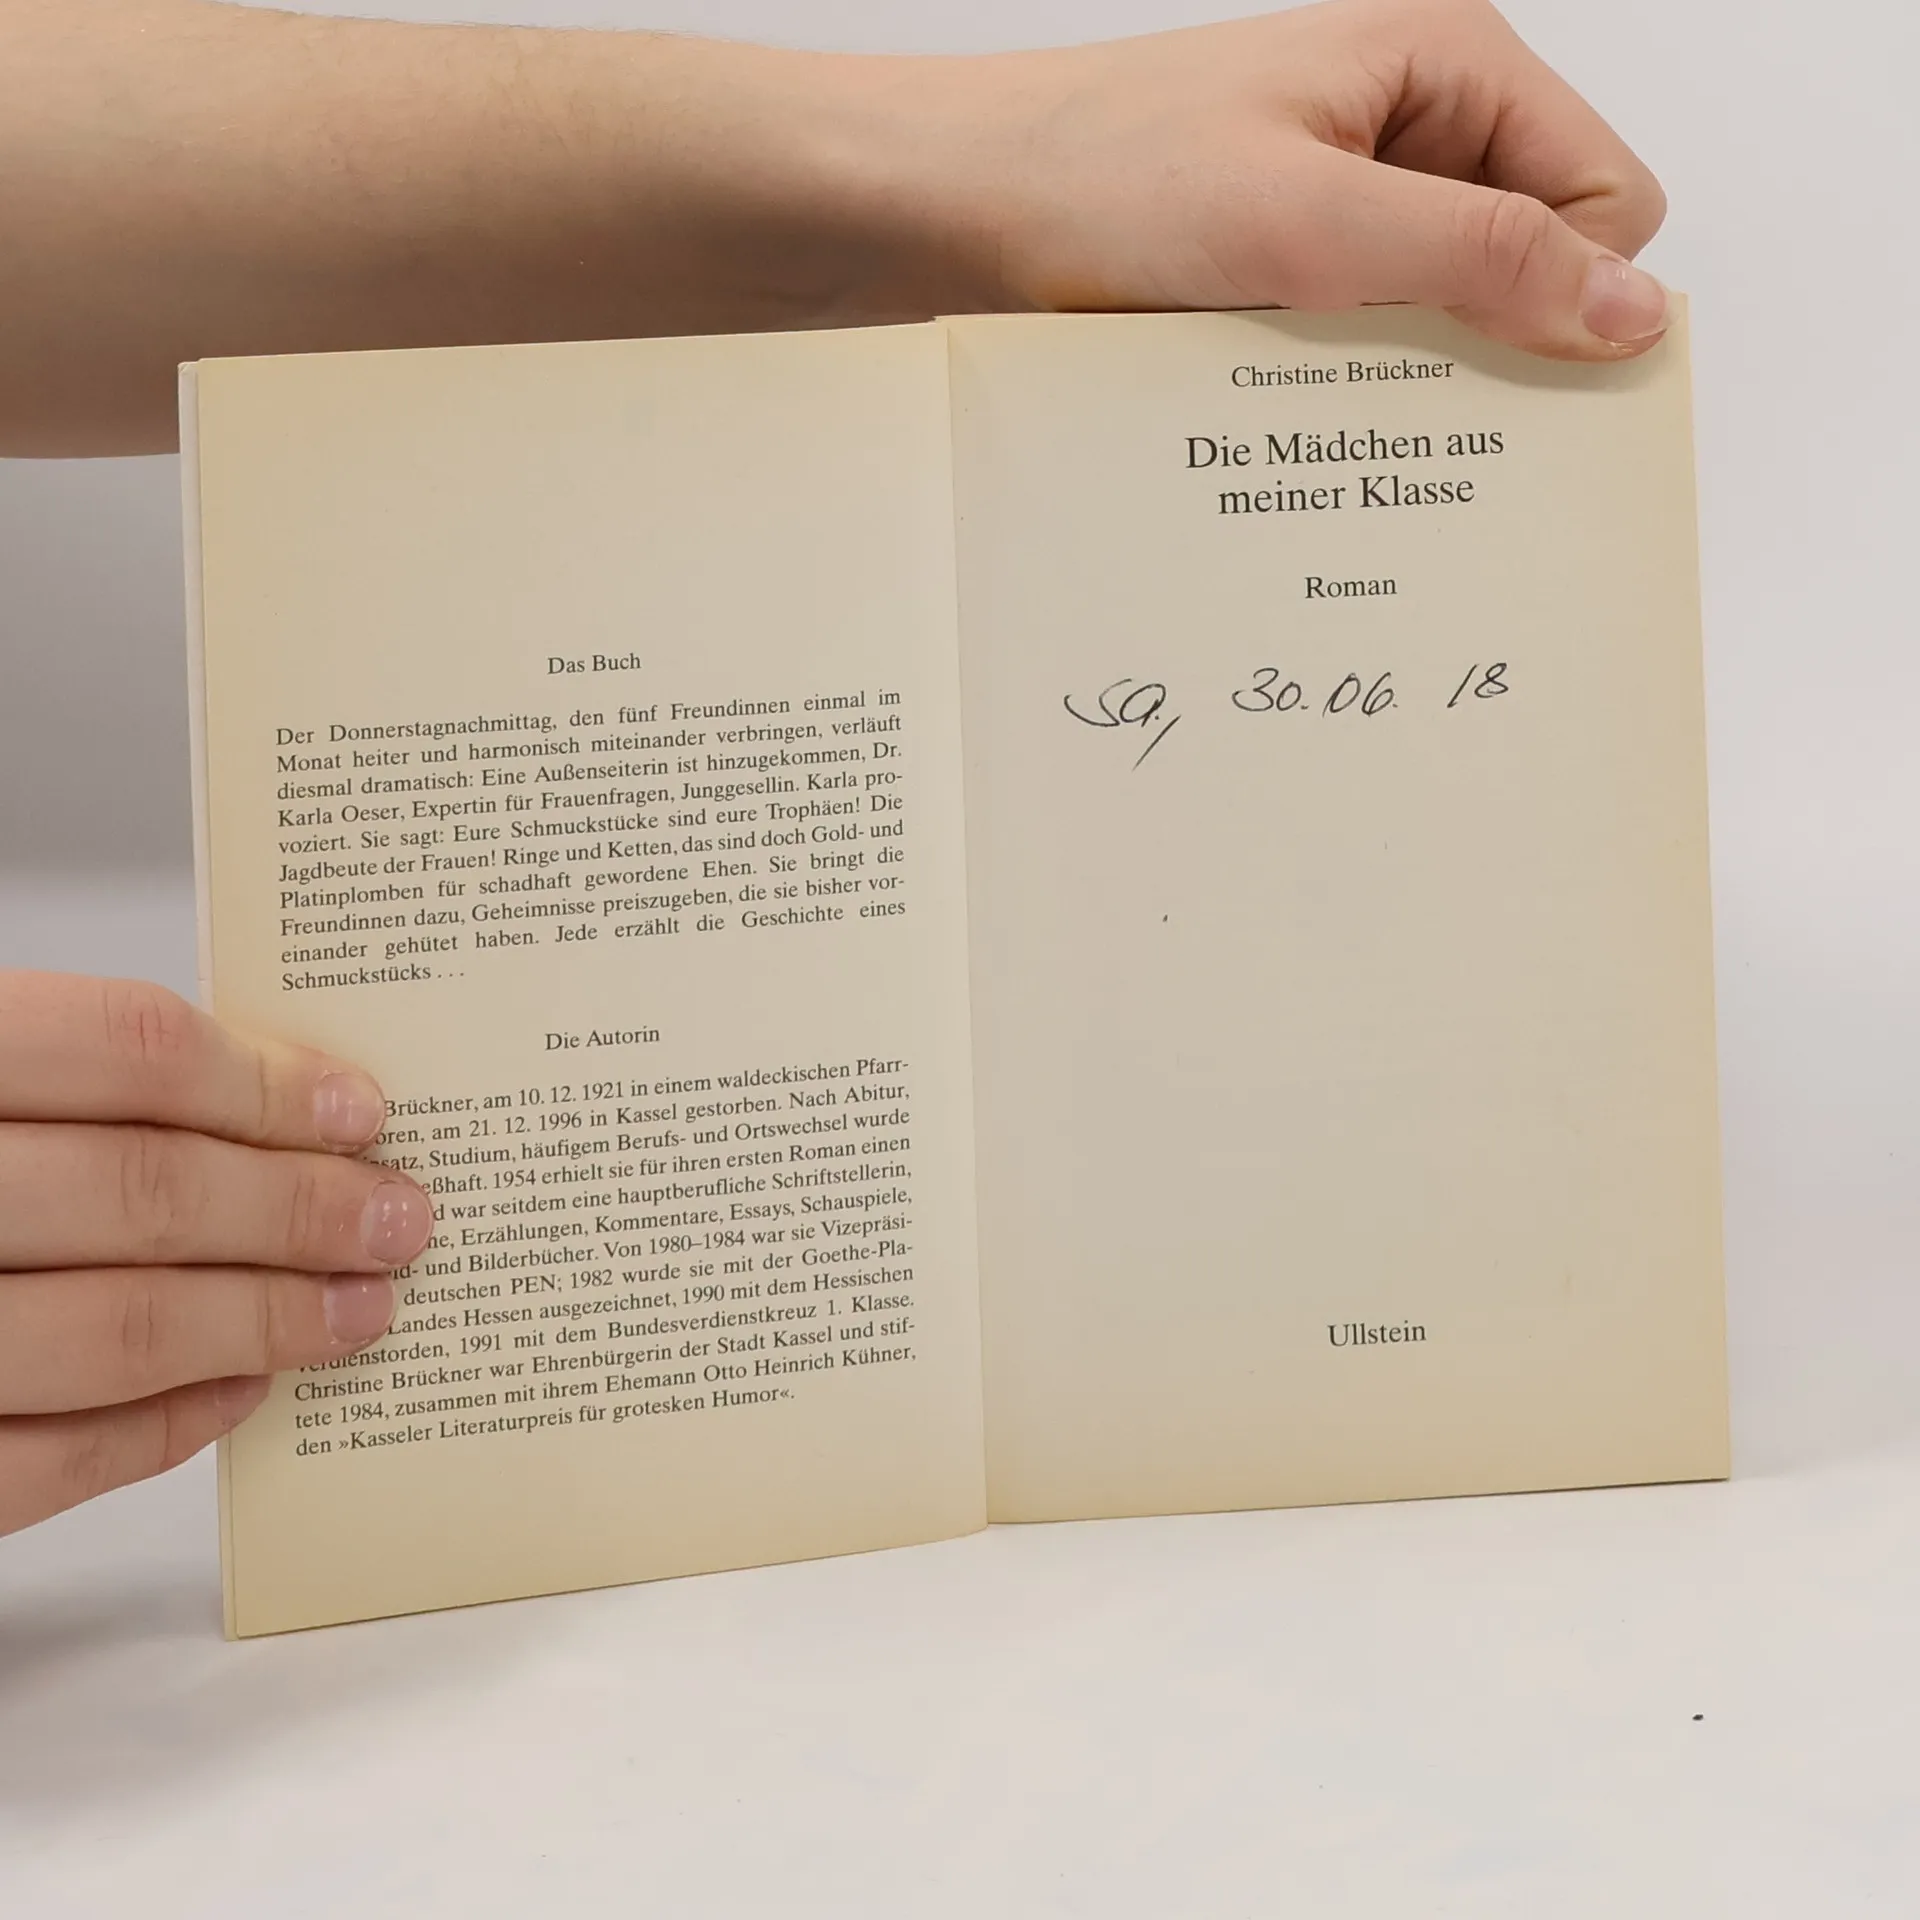 Das Buch
Der Donnerstagnachmittag, den fünf Freundinnen einmal im
Monat heiter und harmonisch miteinander verbringen, verläuft
diesmal dramatisch: Eine Außenseiterin ist hinzugekommen, Dr.
Karla Oeser, Expertin für Frauenfragen, Junggesellin. Karla pro-
voziert. Sie sagt: Eure Schmuckstücke sind eure Trophäen! Die
Jagdbeute der Frauen! Ringe und Ketten, das sind doch Gold- und
Platinplomben für schadhaft gewordene Ehen. Sie bringt die
Freundinnen dazu, Geheimnisse preiszugeben, die sie bisher vor-
einander gehütet haben. Jede erzählt die Geschichte eines
Schmuckstücks . . .
Die Autorin
Brückner, am 10. 12. 1921 in einem waldeckischen Pfarr-
oren, am 21. 12. 1996 in Kassel gestorben. Nach Abitur,
satz, Studium, häufigem Berufs- und Ortswechsel wurde
eßhaft. 1954 erhielt sie für ihren ersten Roman einen
d war seitdem eine hauptberufliche Schriftstellerin,
ne, Erzählungen, Kommentare, Essays, Schauspiele,
d- und Bilderbücher. Von 1980–1984 war sie Vizepräsi-
deutschen PEN; 1982 wurde sie mit der Goethe-Pla-
Landes Hessen ausgezeichnet, 1990 mit dem Hessischen
Verdienstorden, 1991 mit dem Bundesverdienstkreuz 1. Klasse.
Christine Brückner war Ehrenbürgerin der Stadt Kassel und stif-
tete 1984, zusammen mit ihrem Ehemann Otto Heinrich Kühner,
den »Kasseler Literaturpreis für grotesken Humor«.
Christine Brückner
Die Mädchen aus
meiner Klasse
Roman
Sa., 30.06. 18
Ullstein